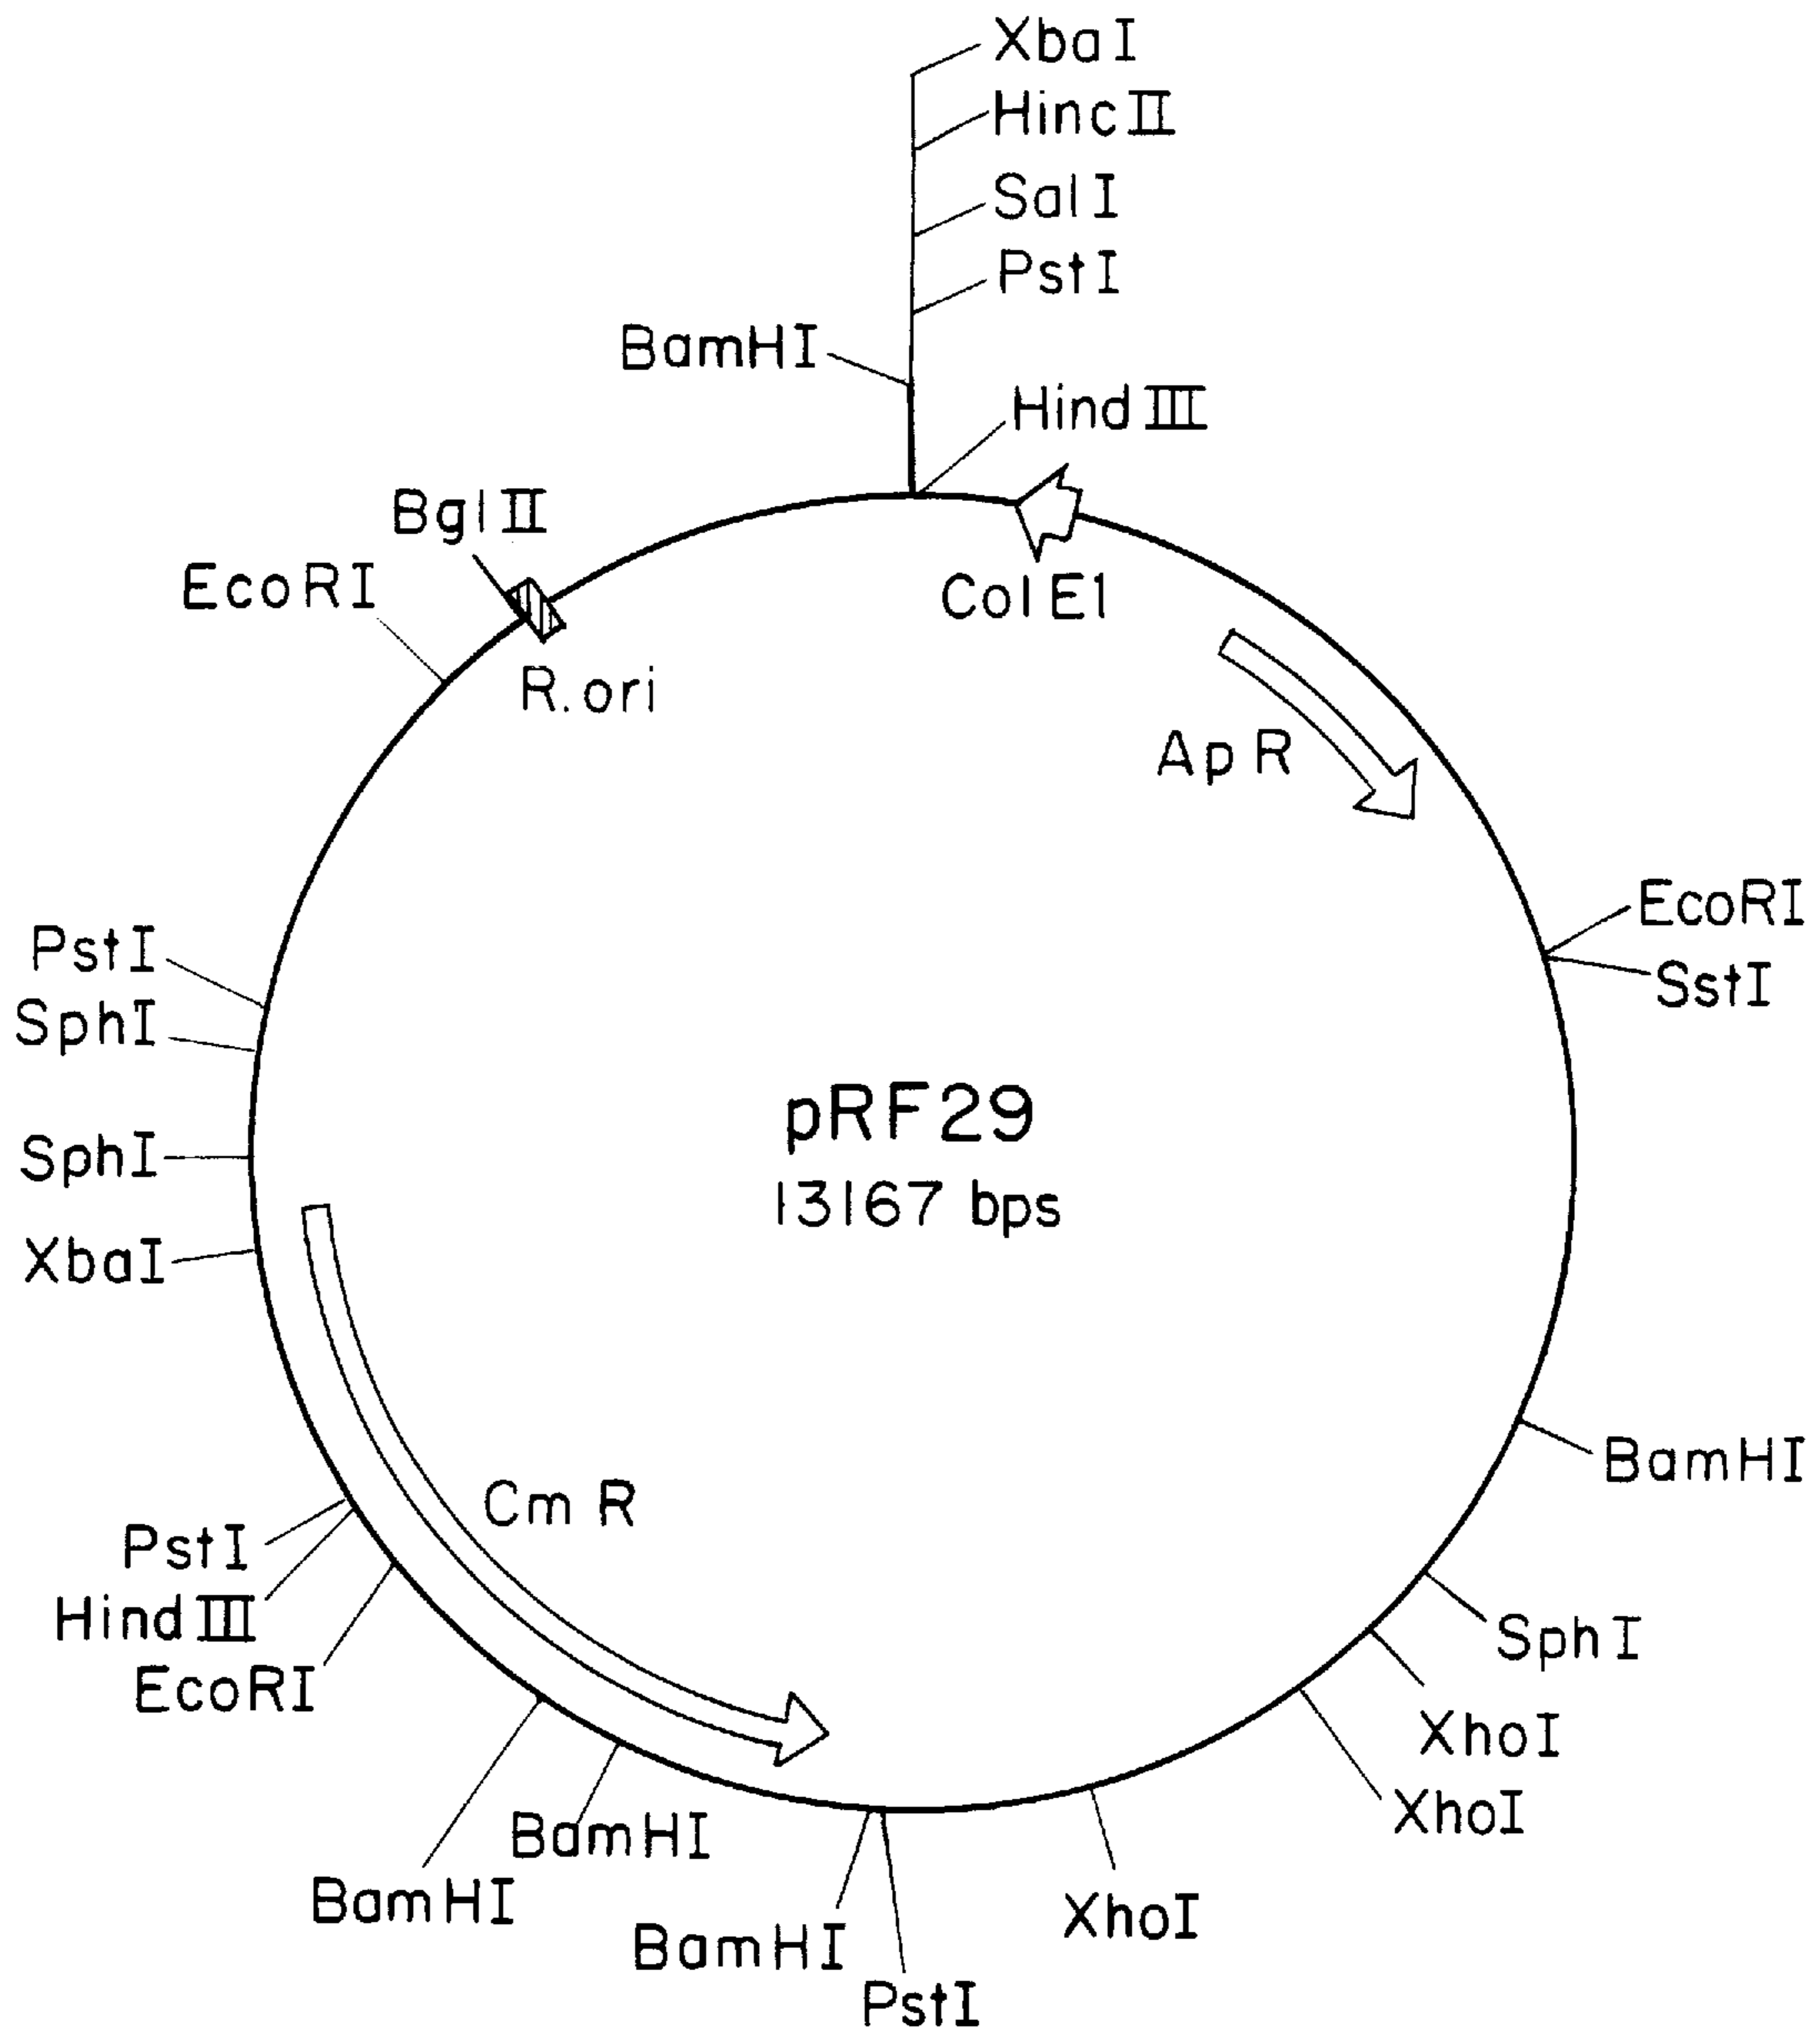 XbaI
HincII
SalI
PstI
BamHI
HindIII
BglII
EcoRI
ColE1
R.ori
ApR
EcoRI
SstI
PstI
SphI
SphI
XbaI
pRF29
13167 bps
BamHI
CmR
PstI
HindIII
EcoRI
SphI
XhoI
XhoI
BamHI
BamHI
BamHI
XhoI
PstI